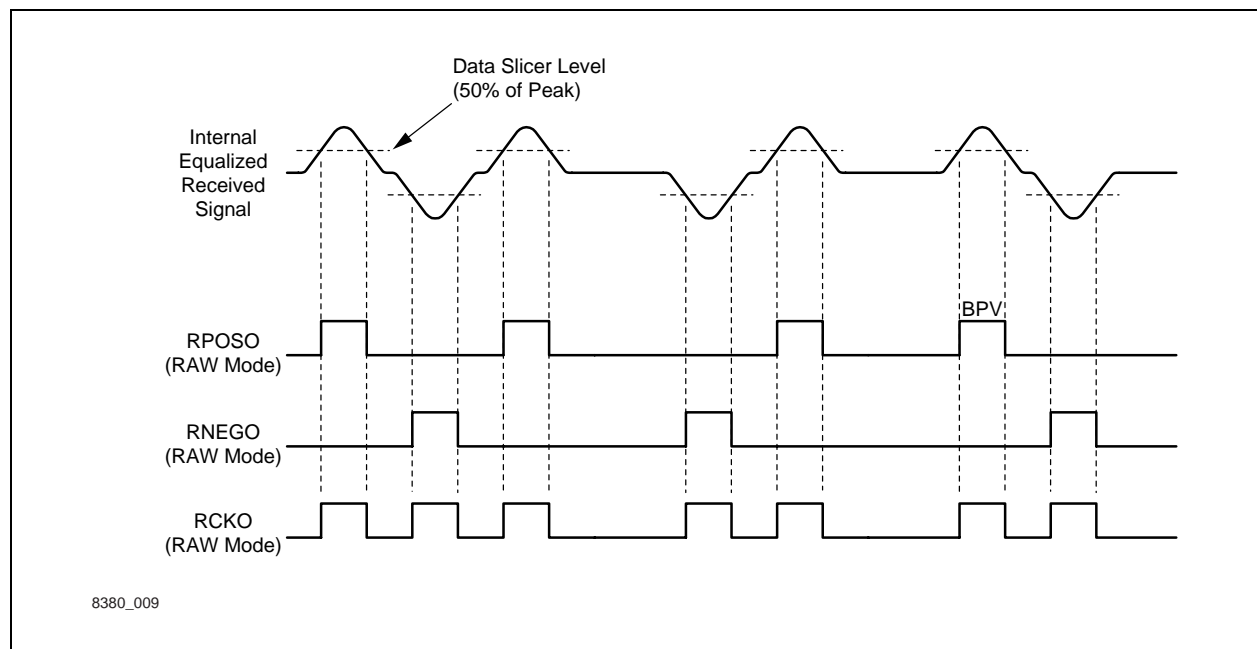 Data Slicer Level
(50% of Peak)
Internal
Equalized
Received
Signal
BPV
RPOSO
(RAW Mode)
RNEGO
(RAW Mode)
RCKO
(RAW Mode)
8380_009